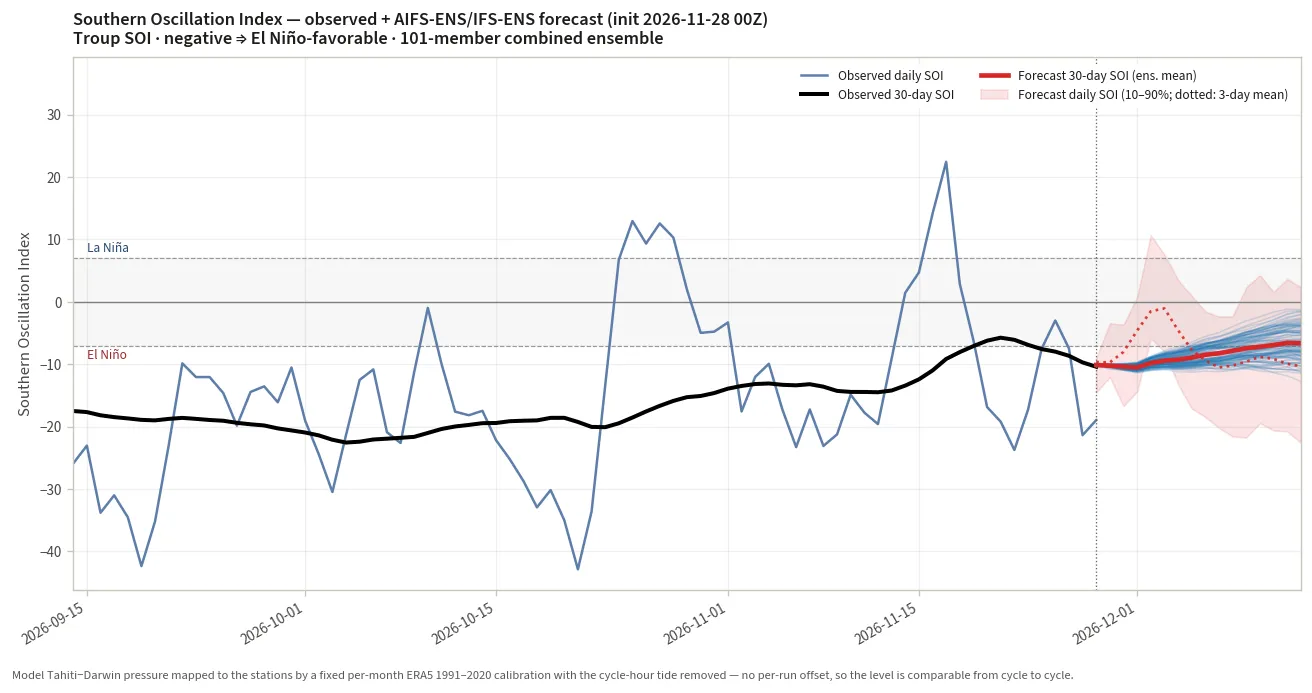 Southern Oscillation Index — observed + AIFS-ENS/IFS-ENS forecast (init 2026-11-28 00Z)
Troup SOI · negative ⇒ El Niño-favorable · 101-member combined ensemble
Observed daily SOI
Observed 30-day SOI
Forecast 30-day SOI (ens. mean)
Forecast daily SOI (10–90%; dotted: 3-day mean)
Southern Oscillation Index
30
20
10
0
−10
−20
−30
−40
La Niña
El Niño
2026-09-15
2026-10-01
2026-10-15
2026-11-01
2026-11-15
2026-12-01
Model Tahiti−Darwin pressure mapped to the stations by a fixed per-month ERA5 1991–2020 calibration with the cycle-hour tide removed — no per-run offset, so the level is comparable from cycle to cycle.